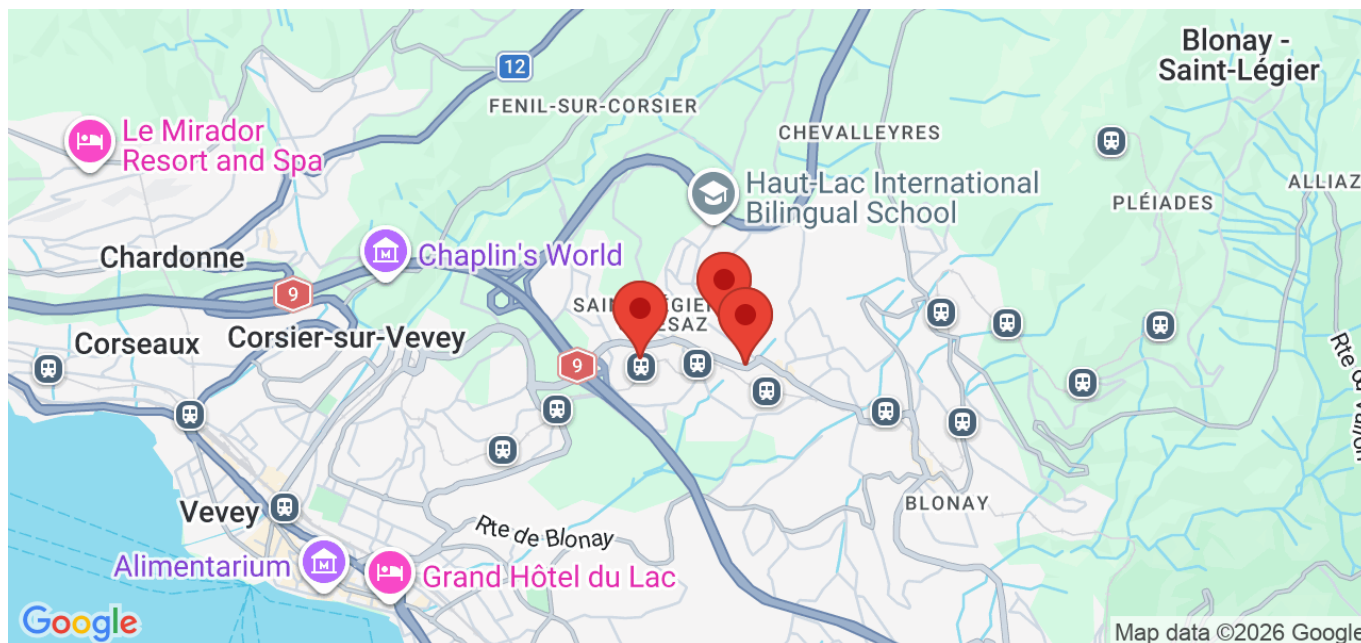 Blonay -
Saint-Légier
12
FENIL-SUR-CORSIER
Le Mirador
Resort and Spa
CHEVALLEYRES
Haut-Lac International
Bilingual School
ALLIAZ
PLÉIADES
Chardonne
Chaplin's World
9
SAINT-LÉGIER
Corsier-sur-Vevey
Corseaux
9
Vevey
BLONAY
Rte de Blonay
Alimentarium
Grand Hôtel du Lac
Google
Map data ©2026 Google